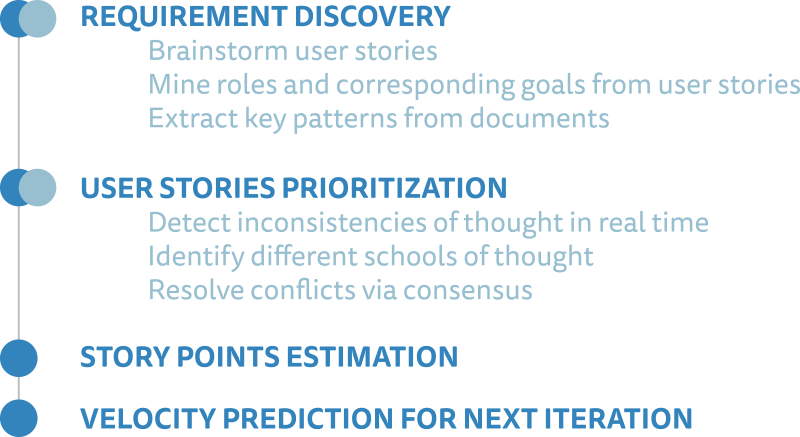 REQUIREMENT DISCOVERY
Brainstorm user stories
Mine roles and corresponding goals from user stories
Extract key patterns from documents
USER STORIES PRIORITIZATION
Detect inconsistencies of thought in real time
Identify different schools of thought
Resolve conflicts via consensus
STORY POINTS ESTIMATION
VELOCITY PREDICTION FOR NEXT ITERATION